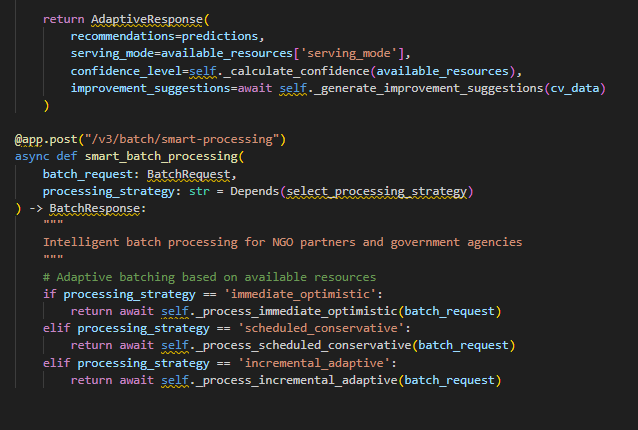 return AdaptiveResponse(
recommendations=predictions,
serving_mode=available_resources['serving_mode'],
confidence_level=self._calculate_confidence(available_resources),
improvement_suggestions=await self._generate_improvement_suggestions(cv_data)
)
@app.post("/v3/batch/smart-processing")
async def smart_batch_processing(
batch_request: BatchRequest,
processing_strategy: str = Depends(select_processing_strategy)
) -> BatchResponse:
"""
Intelligent batch processing for NGO partners and government agencies
"""
# Adaptive batching based on available resources
if processing_strategy == 'immediate_optimistic':
return await self._process_immediate_optimistic(batch_request)
elif processing_strategy == 'scheduled_conservative':
return await self._process_scheduled_conservative(batch_request)
elif processing_strategy == 'incremental_adaptive':
return await self._process_incremental_adaptive(batch_request)